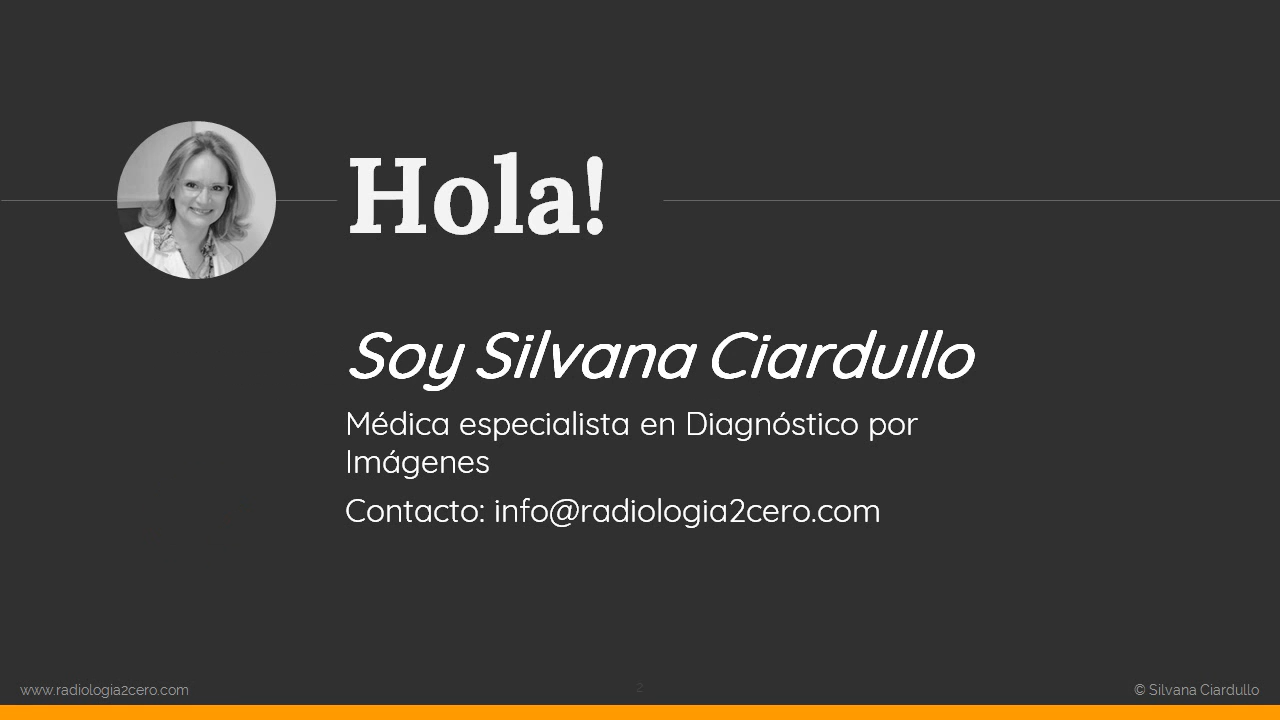 Hola!
Soy Silvana Ciardullo
Médica especialista en Diagnóstico por
Imágenes
Contacto: info@radiologia2cero.com
www.radiologia2cero.com
2
© Silvana Ciardullo